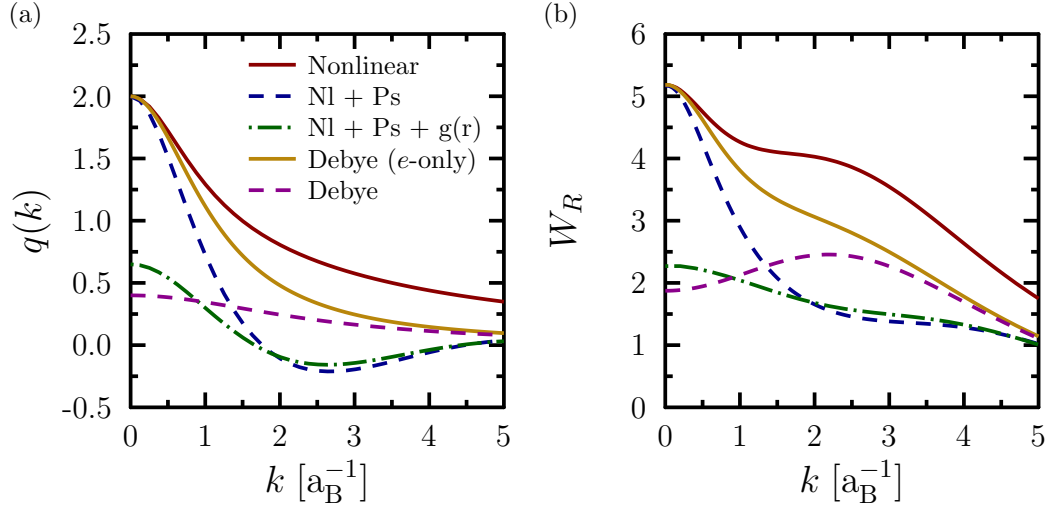 (a)
2.5
2.0
1.5
1.0
0.5
0.0
-0.5
q(k)
Nonlinear
Nl + Ps
Nl + Ps + g(r)
Debye (e-only)
Debye
0 1 2 3 4 5
k [a_B^{-1}]
(b)
6
5
4
3
2
1
0
W_R
0 1 2 3 4 5
k [a_B^{-1}]